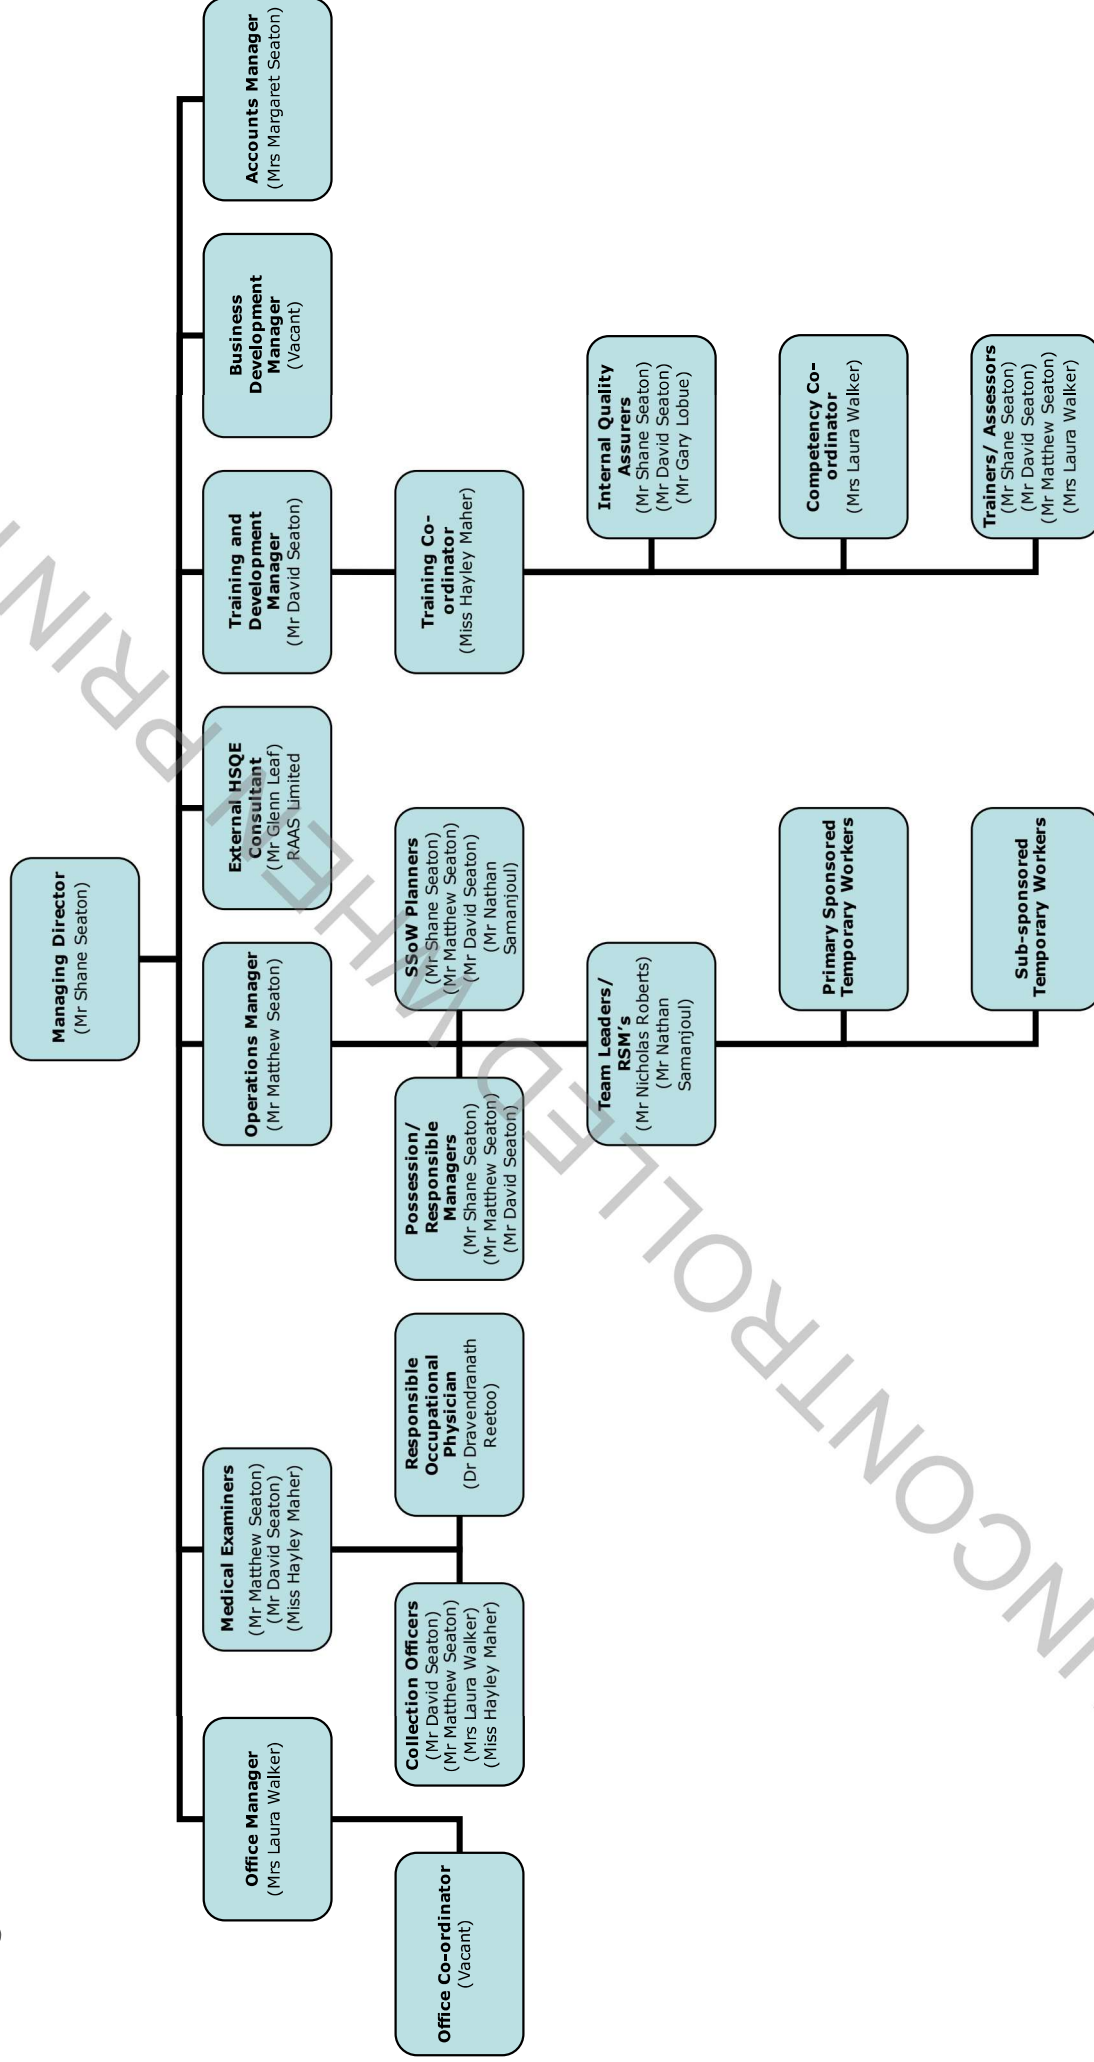 Managing Director
(Mr Shane Seaton)
Office Manager
(Mrs Laura Walker)
Medical Examiners
(Mr Matthew Seaton)
(Mr David Seaton)
(Miss Hayley Maher)
Operations Manager
(Mr Matthew Seaton)
External HSQE
Consultant
(Mr Glenn Leaf)
RAAS Limited
Training and
Development
Manager
(Mr David Seaton)
Business
Development
Manager
(Vacant)
Accounts Manager
(Mrs Margaret Seaton)
Office Co-ordinator
(Vacant)
Collection Officers
(Mr David Seaton)
(Mr Matthew Seaton)
(Mrs Laura Walker)
(Miss Hayley Maher)
Responsible
Occupational
Physician
(Dr Dravendranath
Reetoo)
Possession/
Responsible
Managers
(Mr Shane Seaton)
(Mr Matthew Seaton)
(Mr David Seaton)
SSoW Planners
(Mr Shane Seaton)
(Mr Matthew Seaton)
(Mr David Seaton)
(Mr Nathan
Samanjoul)
Training Co-
ordinator
(Miss Hayley Maher)
Team Leaders/
RSM's
(Mr Nicholas Roberts)
(Mr Nathan
Samanjoul)
Internal Quality
Assurers
(Mr Shane Seaton)
(Mr David Seaton)
(Mr Gary Lobue)
Primary Sponsored
Temporary Workers
Competency Co-
ordinator
(Mrs Laura Walker)
Sub-sponsored
Temporary Workers
Trainers/ Assessors
(Mr Shane Seaton)
(Mr David Seaton)
(Mr Matthew Seaton)
(Mrs Laura Walker)
NCONTROLLED WHEN PRIN